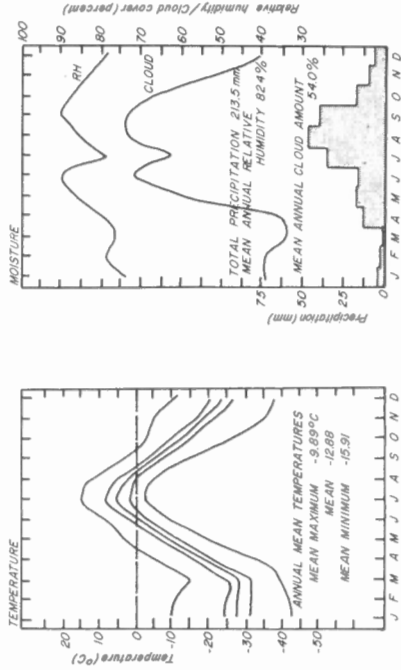 TEMPERATURE
Temperature (°C)
20
10
0
-10
-20
-30
-40
-50
ANNUAL MEAN TEMPERATURES
MEAN MAXIMUM -9.89°C
MEAN -12.88
MEAN MINIMUM -15.91
J F M A M J J A S O N D
MOISTURE
Relative humidity/Cloud cover (percent)
100
90
80
70
60
50
40
30
RH
CLOUD
TOTAL PRECIPITATION 213.5 mm
MEAN ANNUAL RELATIVE
HUMIDITY 82.4%
MEAN ANNUAL CLOUD AMOUNT
54.0%
Precipitation (mm)
75
50
25
0
J F M A M J J A S O N D